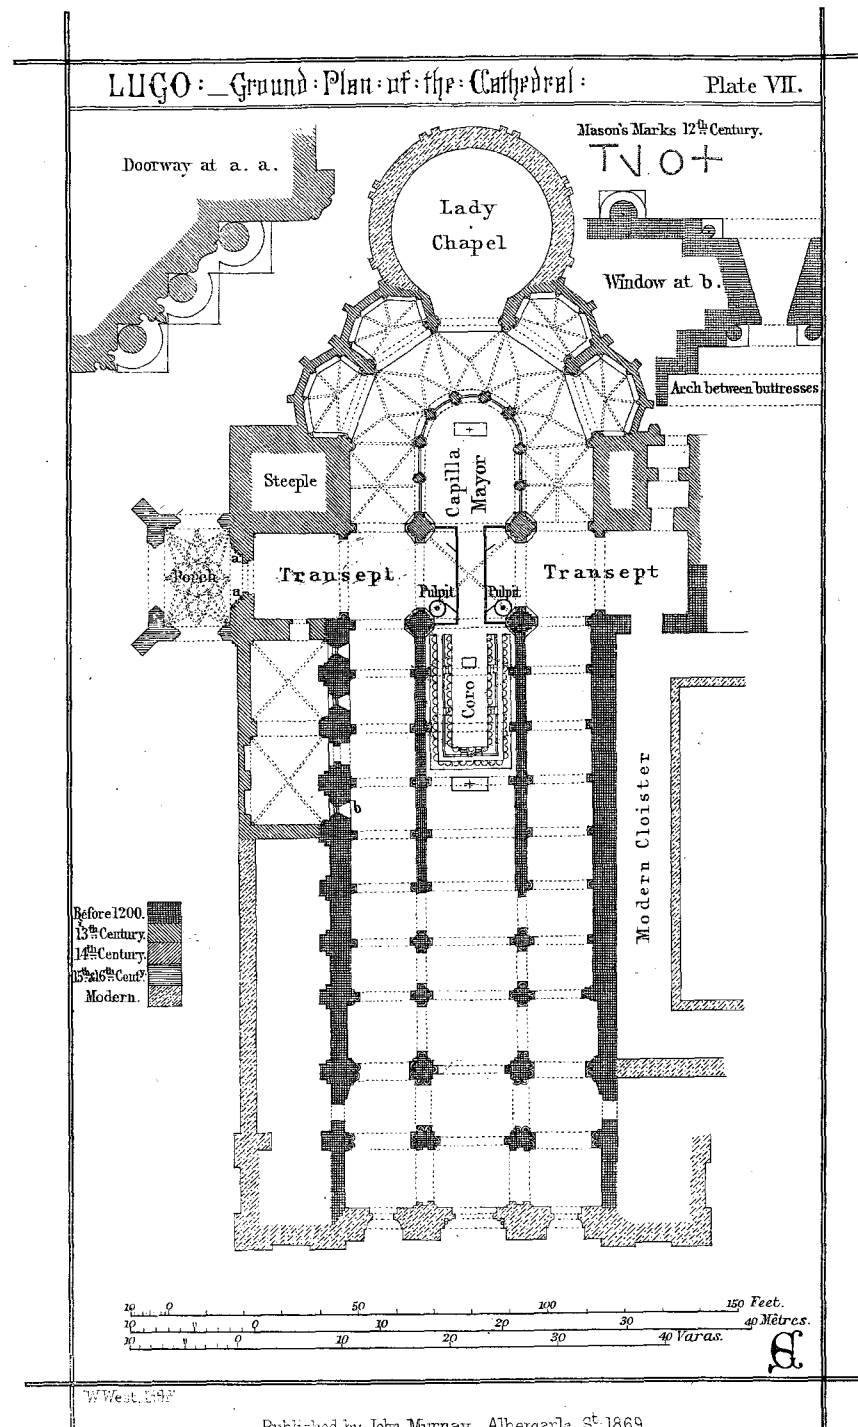 LUGO:_Ground:Plan:of:the:Cathedral:
Plate VII.
Mason's Marks 12th Century.
Doorway at a. a.
Lady
Chapel
Window at b.
Arch between buttresses
Steeple
Capilla
Mayor
Porch
a
a
Transept
Transept
Pulpit
Pulpit
Coro
b
Modern Cloister
Before 1200.
13th Century.
14th Century.
15th & 16th Centy.
Modern.
10 0 50 100 150 Feet.
10 0 10 20 30 40 Mètres.
10 0 10 20 30 40 Varas.
W West, Lith.
Published by John Murray, Albemarle St. 1869